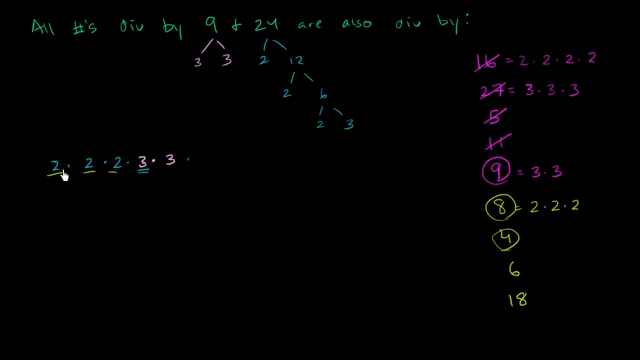 All #'s div by 9 & 24 are also div by:
3 3 2 12
2 6
2 3
2 · 2 · 2 · 3 · 3 ·
16 = 2 · 2 · 2 · 2
27 = 3 · 3 · 3
5
11
9 = 3 · 3
8 = 2 · 2 · 2
4
6
18